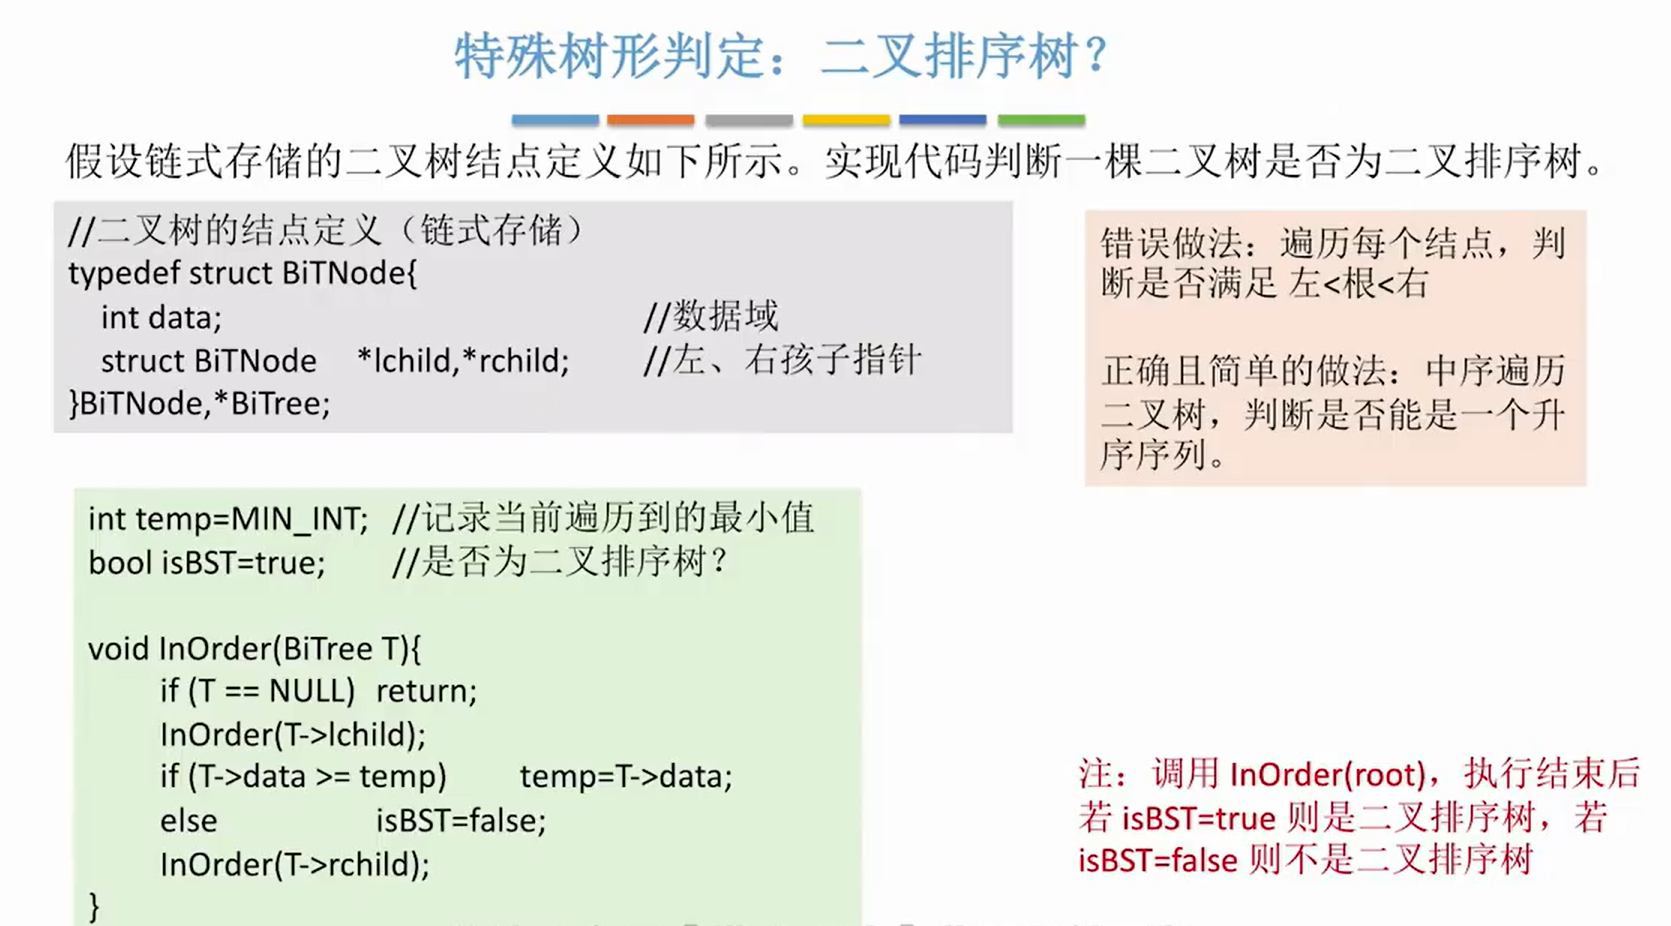 特殊树形判定：二叉排序树？
假设链式存储的二叉树结点定义如下所示。实现代码判断一棵二叉树是否为二叉排序树。
//二叉树的结点定义（链式存储）
typedef struct BiTNode{
int data; //数据域
struct BiTNode *lchild,*rchild; //左、右孩子指针
}BiTNode,*BiTree;
错误做法：遍历每个结点，判
断是否满足 左<根<右
正确且简单的做法：中序遍历
二叉树，判断是否能是一个升
序序列。
int temp=MIN_INT; //记录当前遍历到的最小值
bool isBST=true; //是否为二叉排序树？
void InOrder(BiTree T){
if (T == NULL) return;
InOrder(T->lchild);
if (T->data >= temp) temp=T->data;
else isBST=false;
InOrder(T->rchild);
}
注：调用 InOrder(root)，执行结束后
若 isBST=true 则是二叉排序树，若
isBST=false 则不是二叉排序树